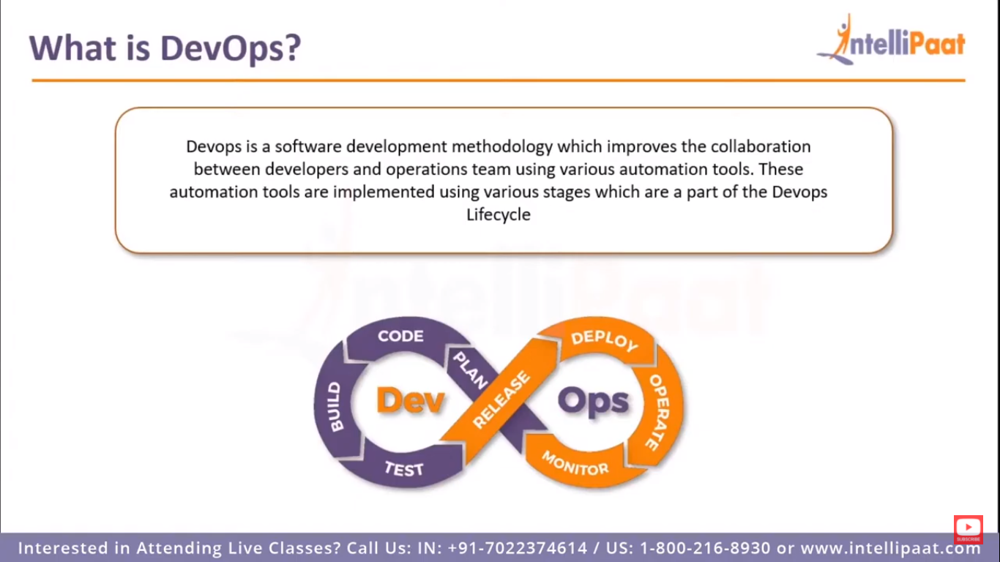 What is DevOps?
IntelliPaat
Devops is a software development methodology which improves the collaboration
between developers and operations team using various automation tools. These
automation tools are implemented using various stages which are a part of the Devops
Lifecycle
IntelliPaat
CODE
PLAN
BUILD
Dev
TEST
RELEASE
DEPLOY
Ops
OPERATE
MONITOR
SUBSCRIBE
Interested in Attending Live Classes? Call Us: IN: +91-7022374614 / US: 1-800-216-8930 or www.intellipaat.com